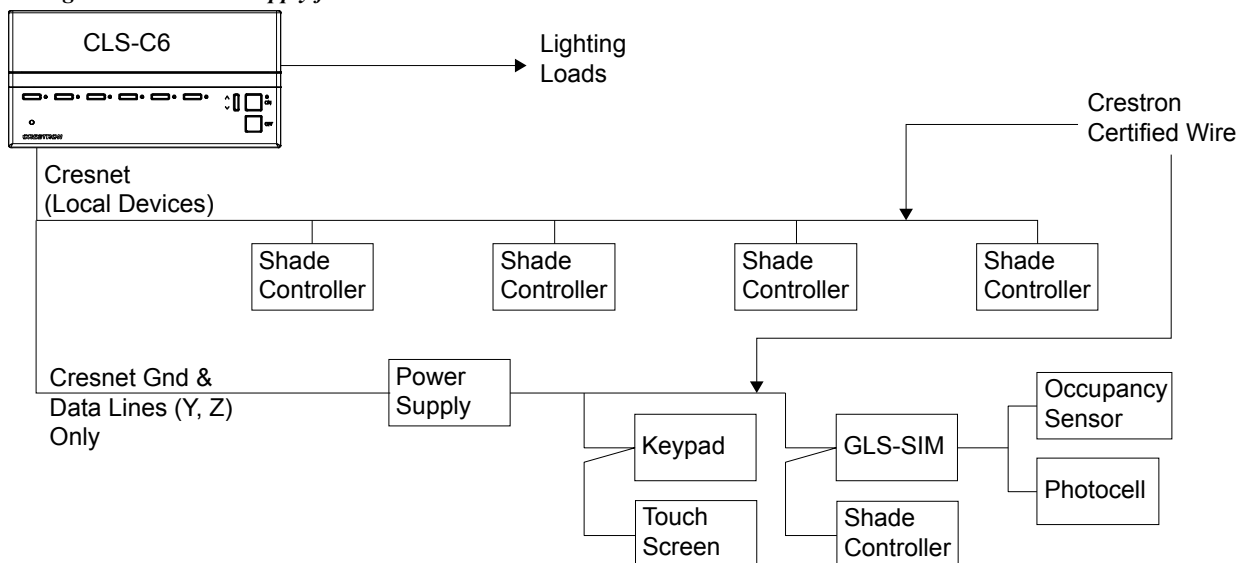 CLS-C6
CRESTRON
Lighting
Loads
Crestron
Certified Wire
Cresnet
(Local Devices)
Shade
Controller
Shade
Controller
Shade
Controller
Shade
Controller
Cresnet Gnd &
Data Lines (Y, Z)
Only
Power
Supply
Keypad
GLS-SIM
Occupancy
Sensor
Photocell
Touch
Screen
Shade
Controller